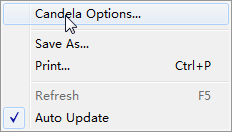 Candela Options...
Save As...
Print... Ctrl+P
Refresh F5
Auto Update